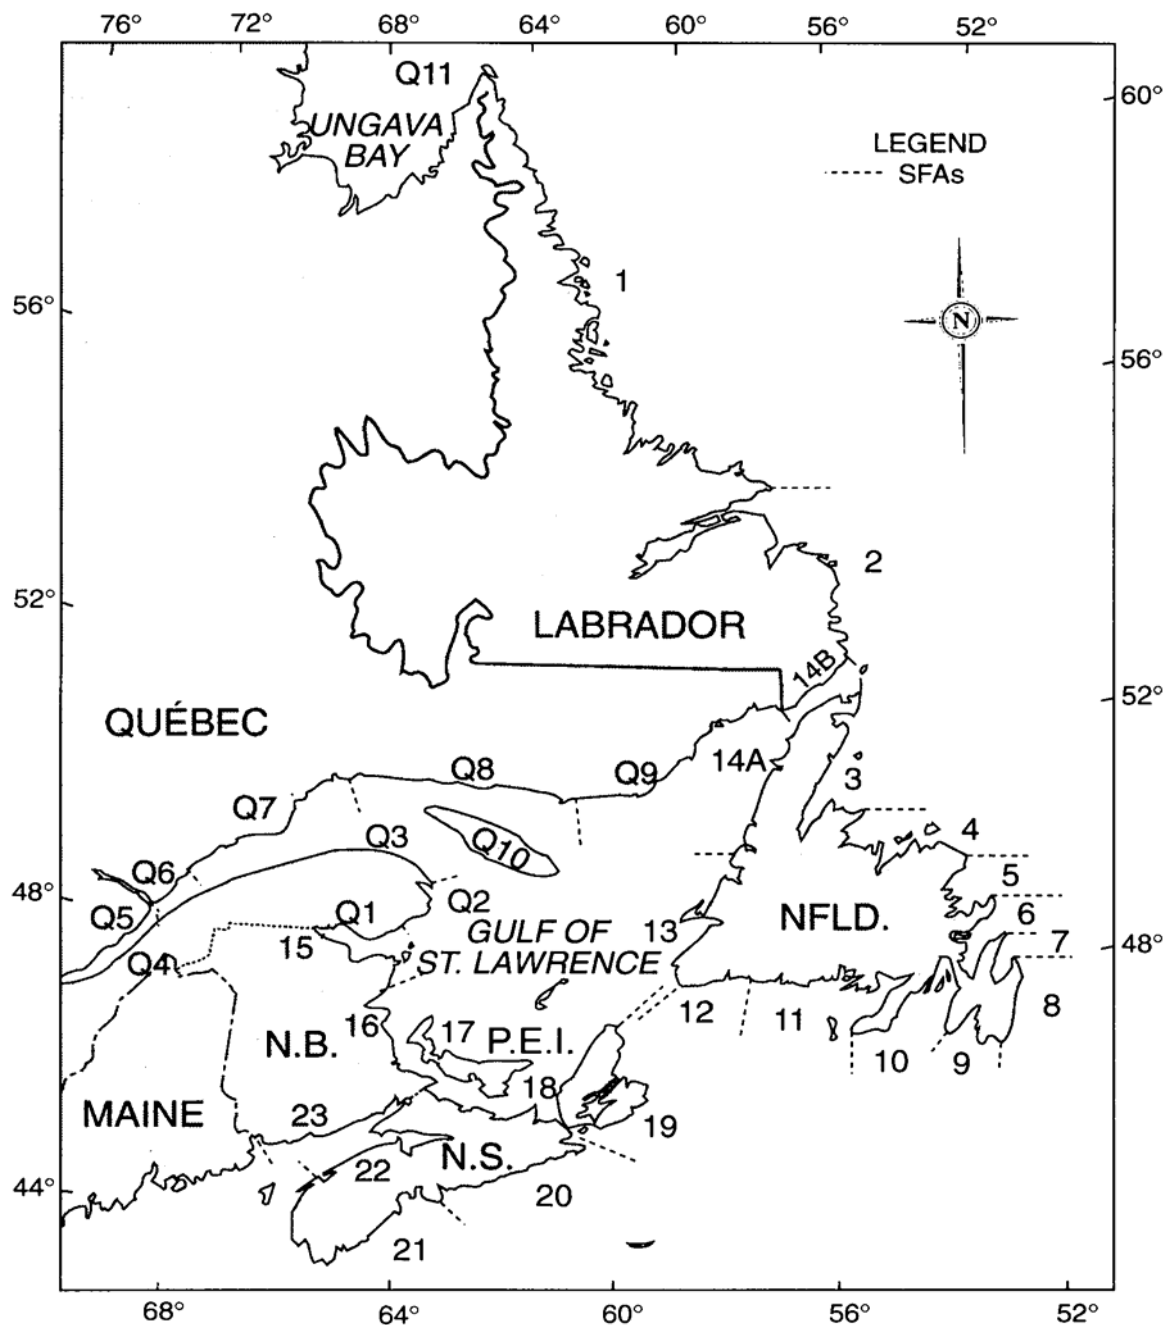 76° 72° 68° 64° 60° 56° 52°
Q11
60°
UNGAVA
BAY
LEGEND
SFAs
1
N
56°
56°
2
52°
LABRADOR
14B
52°
QUÉBEC
14A
Q8
Q9
3
Q7
4
Q3
Q10
Q6
5
48°
Q5
Q1
Q2
NFLD.
6
13
GULF OF
ST. LAWRENCE
15
7
48°
Q4
12
11
8
16
17
P.E.I.
N.B.
10
9
18
MAINE
23
19
N.S.
22
20
44°
21
68° 64° 60° 56° 52°